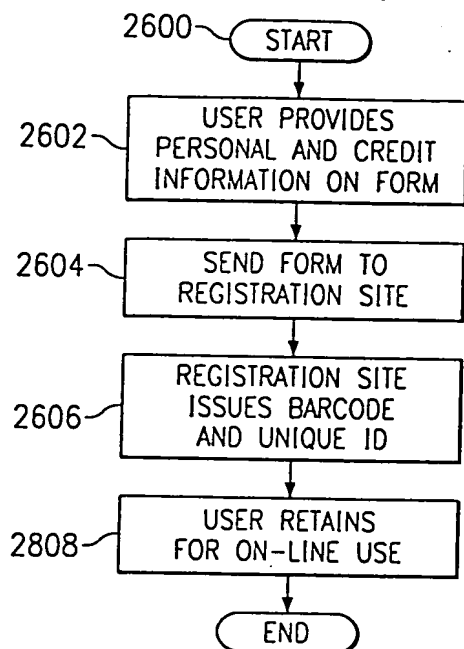 2600
START
2602
USER PROVIDES
PERSONAL AND CREDIT
INFORMATION ON FORM
2604
SEND FORM TO
REGISTRATION SITE
2606
REGISTRATION SITE
ISSUES BARCODE
AND UNIQUE ID
2808
USER RETAINS
FOR ON-LINE USE
END